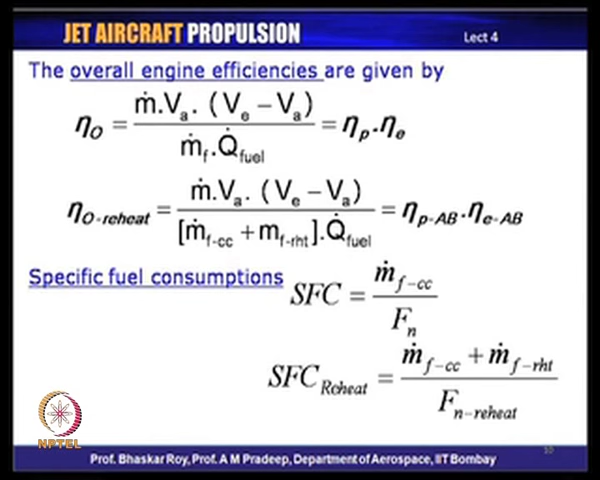 JET AIRCRAFT PROPULSION Lect 4
The overall engine efficiencies are given by
η_O = ṁ.V_a . (V_e − V_a) / ṁ_f.Q̇_fuel = η_p.η_e
η_O-reheat = ṁ.V_a . (V_e − V_a) / [ṁ_f-cc + m_f-rht].Q̇_fuel = η_p-AB.η_e-AB
Specific fuel consumptions SFC = ṁ_f-cc / F_n
SFC_Reheat = ṁ_f-cc + ṁ_f-rht / F_n-reheat
NPTEL
10
Prof. Bhaskar Roy, Prof. A M Pradeep, Department of Aerospace, IIT Bombay